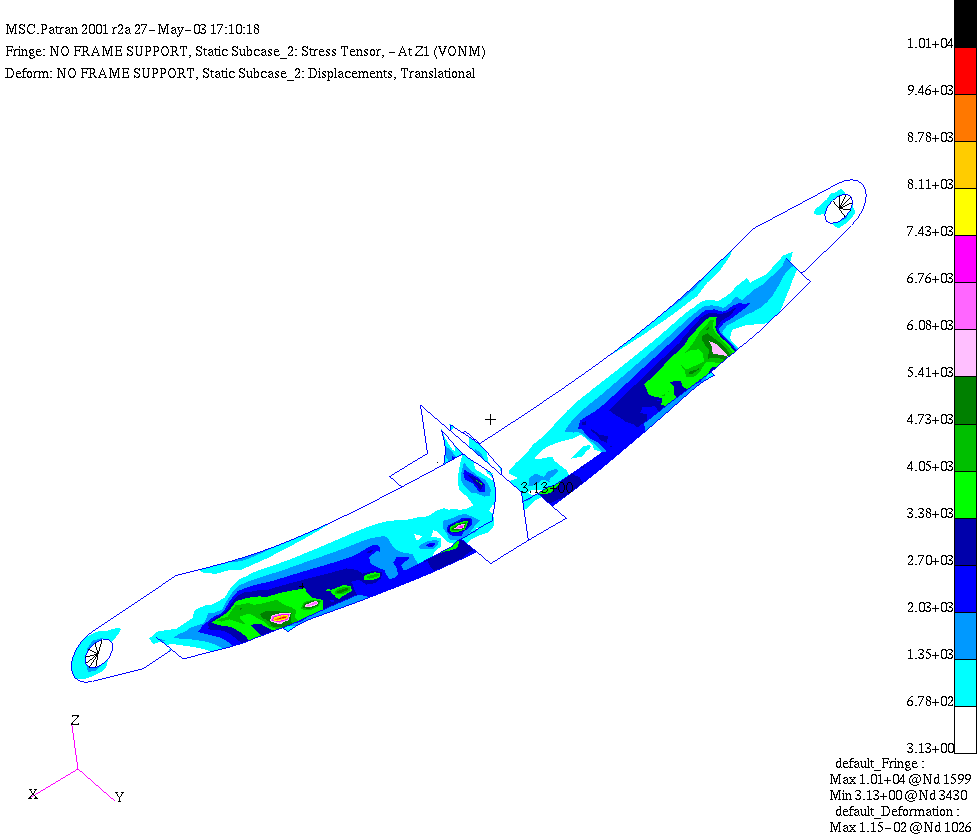 MSC.Patran 2001 r2a 27-May-03 17:10:18
Fringe: NO FRAME SUPPORT, Static Subcase_2: Stress Tensor, -At Z1 (VONM)
Deform: NO FRAME SUPPORT, Static Subcase_2: Displacements, Translational
1.01+04
9.46+03
8.78+03
8.11+03
7.43+03
6.76+03
6.08+03
5.41+03
4.73+03
4.05+03
3.38+03
2.70+03
2.03+03
1.35+03
6.78+02
3.13+00
3.13+
Z
X
Y
default_Fringe :
Max 1.01+04 @Nd 1599
Min 3.13+00 @Nd 3430
default_Deformation :
Max 1.15-02 @Nd 1026